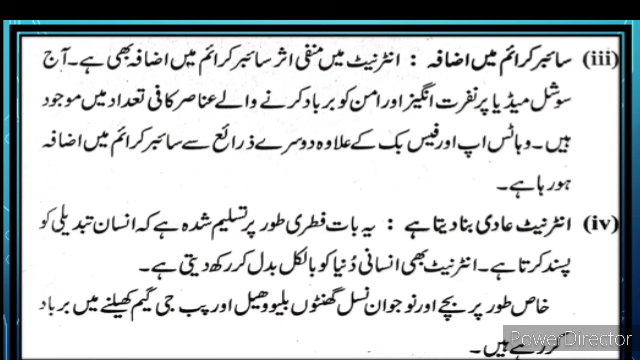 (iii) سائبر کرائم میں اضافہ : انٹرنیٹ میں منفی اثر سائبر کرائم میں اضافہ بھی ہے۔ آج
سوشل میڈیا پر نفرت انگیز اور امن کو برباد کرنے والے عناصر کافی تعداد میں موجود
ہیں۔ وہاٹس اپ اور فیس بک کے علاوہ دوسرے ذرائع سے سائبر کرائم میں اضافہ
ہو رہا ہے۔
(iv) انٹرنیٹ عادی بنا دیتا ہے : یہ بات فطری طور پر تسلیم شدہ ہے کہ انسان تبدیلی کو
پسند کرتا ہے۔ انٹرنیٹ بھی انسانی دُنیا کو بالکل بدل کر رکھ دیتی ہے۔
خاص طور پر بچے اور نوجوان نسل گھنٹوں بلیو وھیل اور پب جی گیم کھیلنے میں برباد
کر رہے ہیں۔
PowerDirector